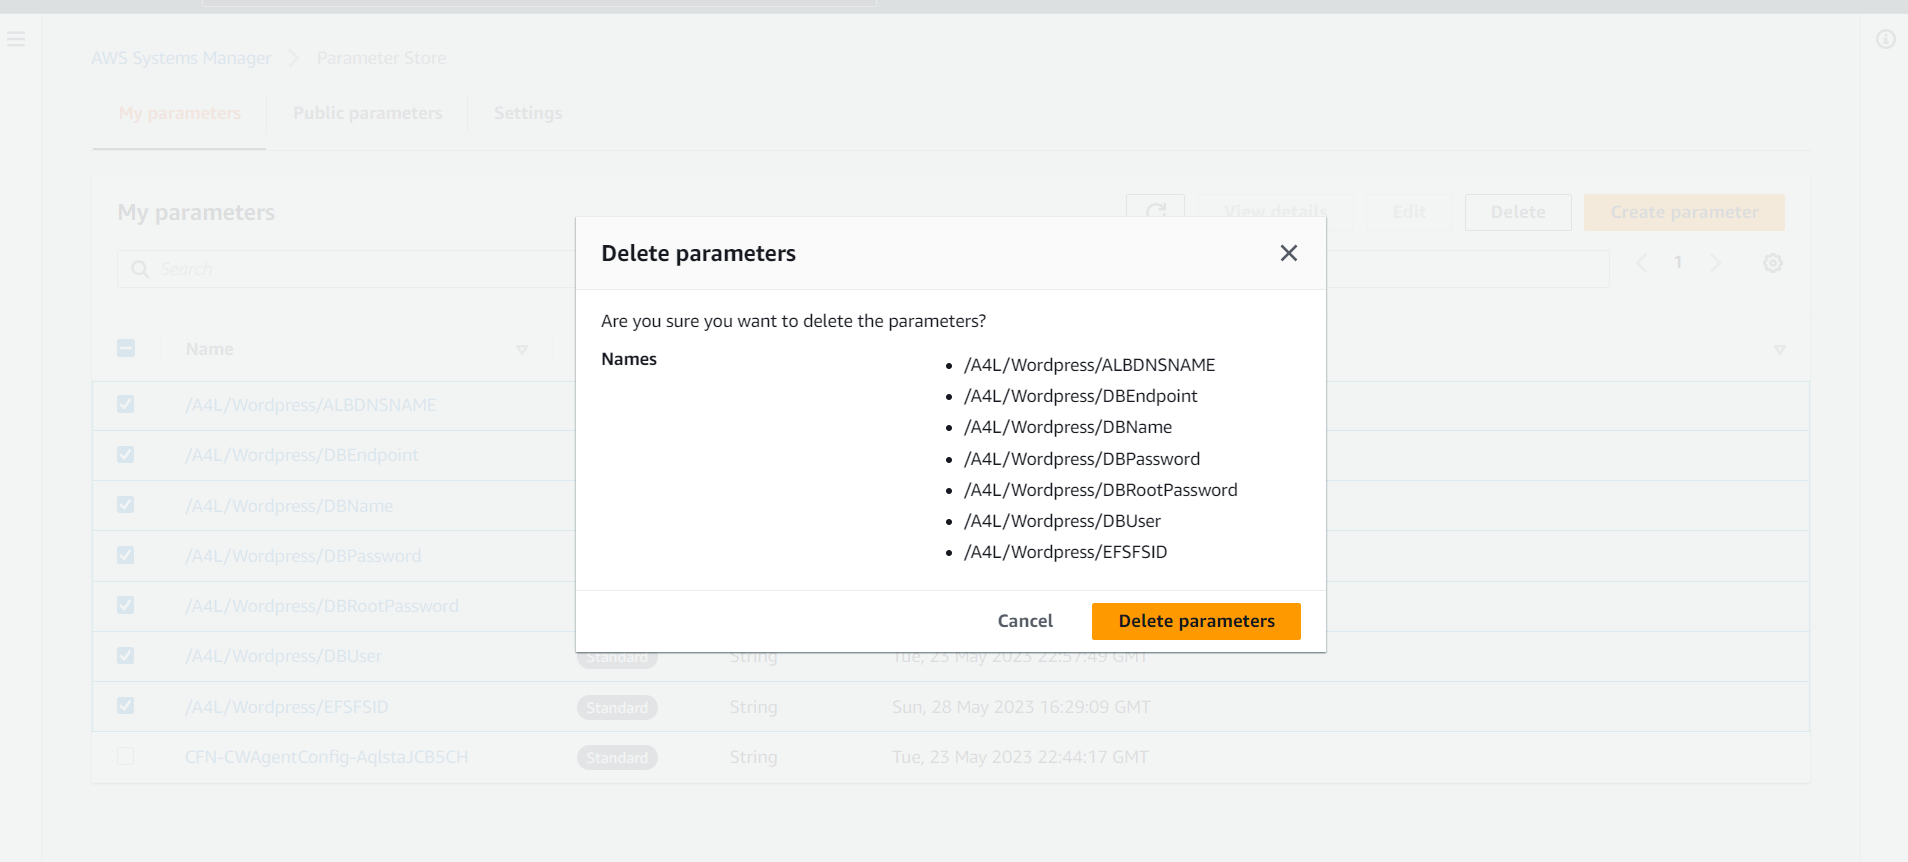 AWS Systems Manager > Parameter Store
My parameters Public parameters Settings
My parameters
View details Edit Delete Create parameter
Search
1
Name
/A4L/Wordpress/ALBDNSNAME
/A4L/Wordpress/DBEndpoint
/A4L/Wordpress/DBName
/A4L/Wordpress/DBPassword
/A4L/Wordpress/DBRootPassword
/A4L/Wordpress/DBUser Standard String Tue, 23 May 2023 22:57:49 GMT
/A4L/Wordpress/EFSFSID Standard String Sun, 28 May 2023 16:29:09 GMT
CFN-CWAgentConfig-AqlstaJCB5CH Standard String Tue, 23 May 2023 22:44:17 GMT
Delete parameters
Are you sure you want to delete the parameters?
Names
• /A4L/Wordpress/ALBDNSNAME
• /A4L/Wordpress/DBEndpoint
• /A4L/Wordpress/DBName
• /A4L/Wordpress/DBPassword
• /A4L/Wordpress/DBRootPassword
• /A4L/Wordpress/DBUser
• /A4L/Wordpress/EFSFSID
Cancel Delete parameters